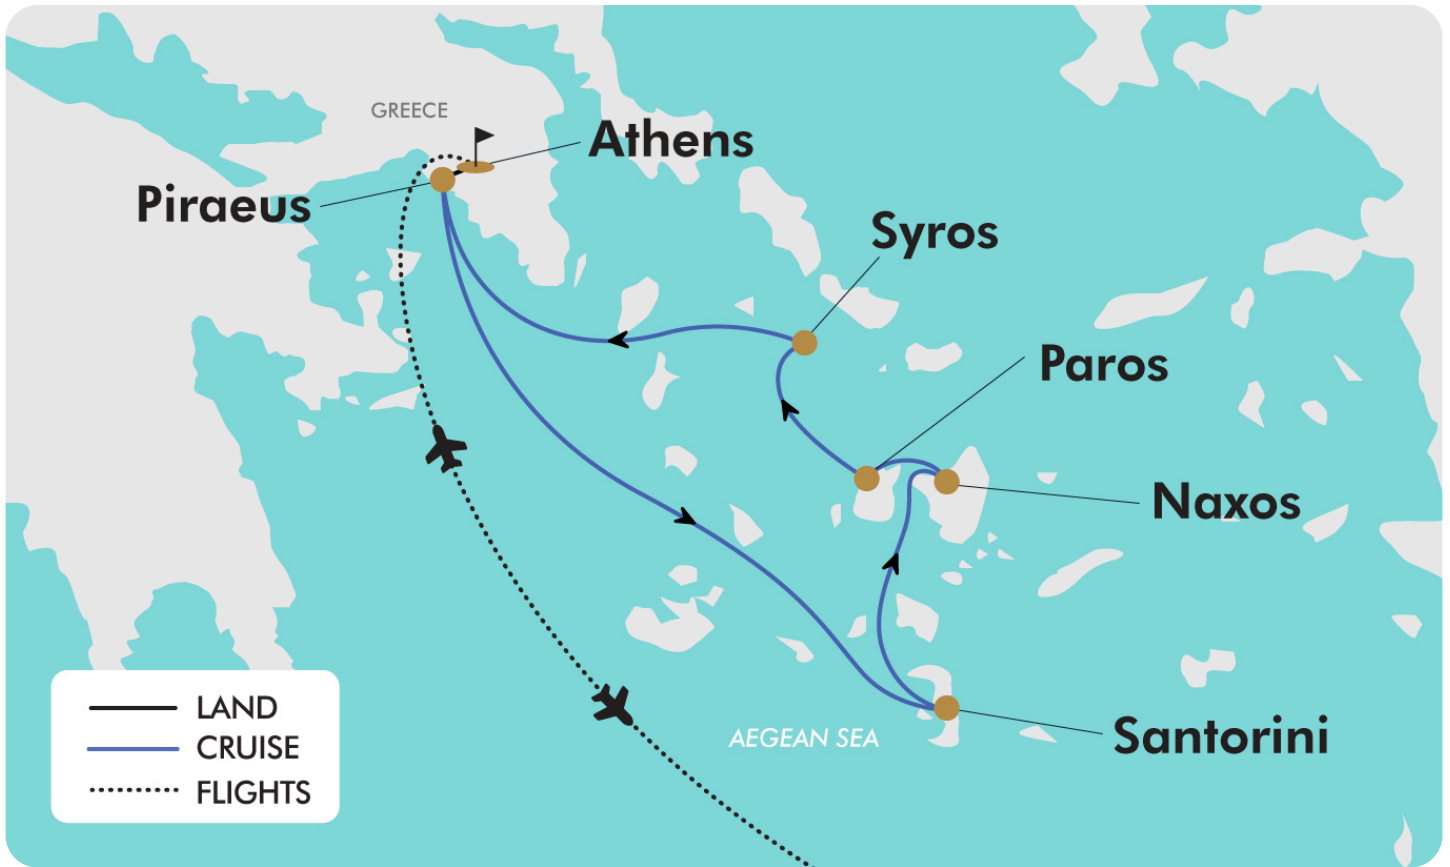 GREECE
Athens
Piraeus
Syros
Paros
Naxos
Santorini
AEGEAN SEA
LAND
CRUISE
FLIGHTS